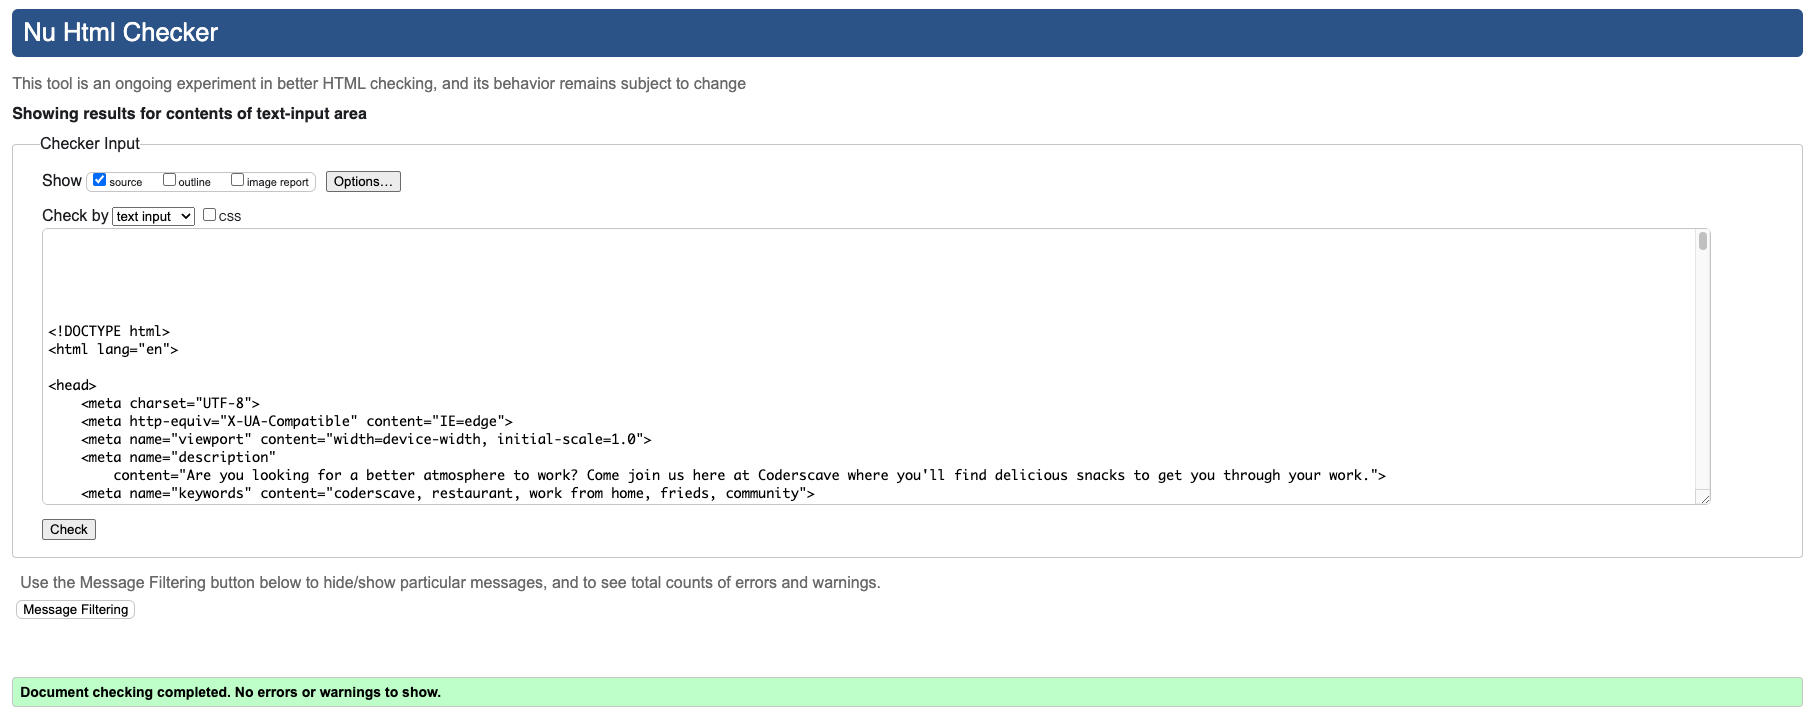 Nu Html Checker
This tool is an ongoing experiment in better HTML checking, and its behavior remains subject to change
Showing results for contents of text-input area
Checker Input
Show source outline image report Options...
Check by text input css
<!DOCTYPE html>
<html lang="en">
<head>
    <meta charset="UTF-8">
    <meta http-equiv="X-UA-Compatible" content="IE=edge">
    <meta name="viewport" content="width=device-width, initial-scale=1.0">
    <meta name="description"
        content="Are you looking for a better atmosphere to work? Come join us here at Coderscave where you'll find delicious snacks to get you through your work.">
    <meta name="keywords" content="coderscave, restaurant, work from home, frieds, community">
Check
Use the Message Filtering button below to hide/show particular messages, and to see total counts of errors and warnings.
Message Filtering
Document checking completed. No errors or warnings to show.